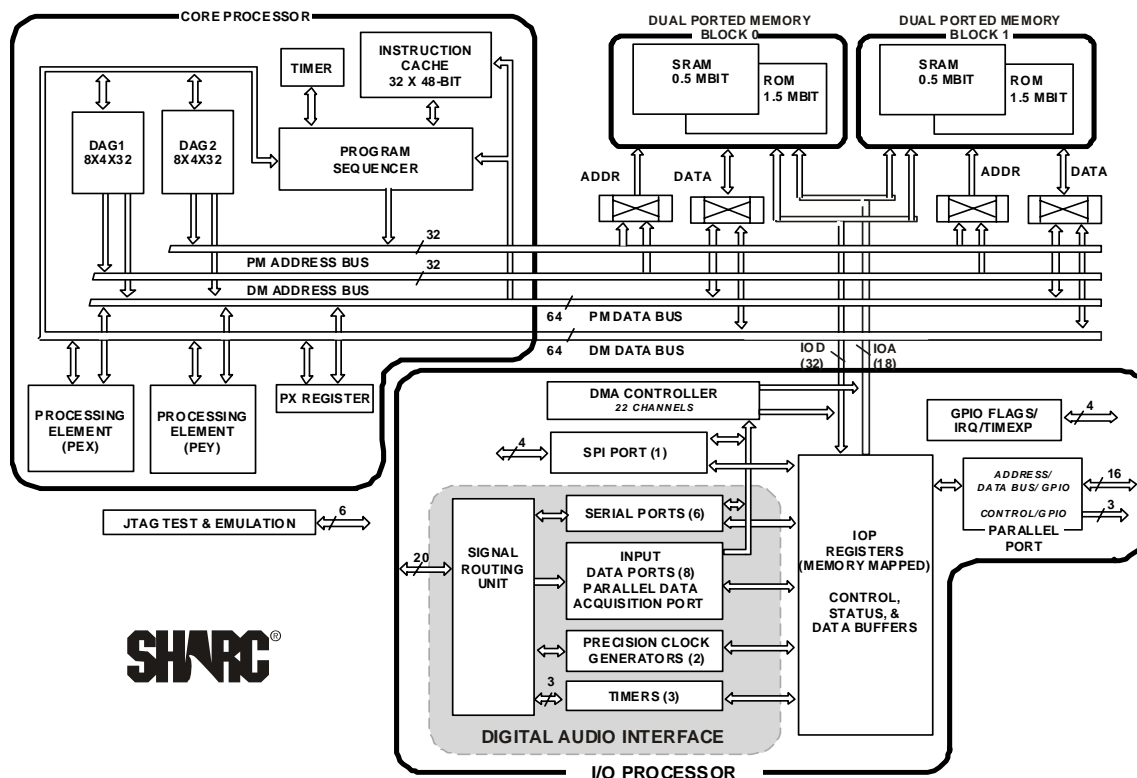 CORE PROCESSOR
TIMER
INSTRUCTION
CACHE
32 X 48-BIT
DAG1
8X4X32
DAG2
8X4X32
PROGRAM
SEQUENCER
DUAL PORTED MEMORY
BLOCK 0
SRAM
0.5 MBIT
ROM
1.5 MBIT
DUAL PORTED MEMORY
BLOCK 1
SRAM
0.5 MBIT
ROM
1.5 MBIT
ADDR
DATA
ADDR
DATA
32
PM ADDRESS BUS
32
DM ADDRESS BUS
64
PM DATA BUS
64
DM DATA BUS
IOD
(32)
IOA
(18)
PROCESSING
ELEMENT
(PEX)
PROCESSING
ELEMENT
(PEY)
PX REGISTER
JTAG TEST & EMULATION
6
DMA CONTROLLER
22 CHANNELS
4
SPI PORT (1)
GPIO FLAGS/
IRQ/TIMEXP
4
ADDRESS/
DATA BUS/ GPIO
CONTROL/GPIO
PARALLEL
PORT
16
3
20
SIGNAL
ROUTING
UNIT
SERIAL PORTS (6)
INPUT
DATA PORTS (8)
PARALLEL DATA
ACQUISITION PORT
PRECISION CLOCK
GENERATORS (2)
3
TIMERS (3)
IOP
REGISTERS
(MEMORY MAPPED)
CONTROL,
STATUS, &
DATA BUFFERS
DIGITAL AUDIO INTERFACE
I/O PROCESSOR
SHARC®